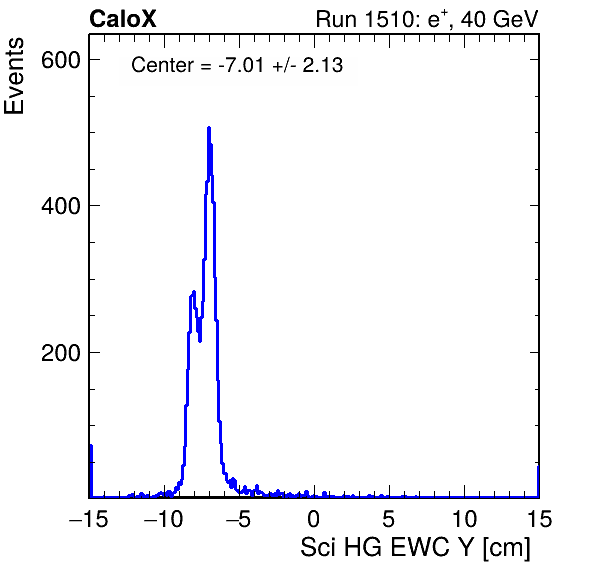 CaloX Run 1510: e⁺, 40 GeV
Center = -7.01 +/- 2.13
Events
600
400
200
−15 −10 −5 0 5 10 15
Sci HG EWC Y [cm]